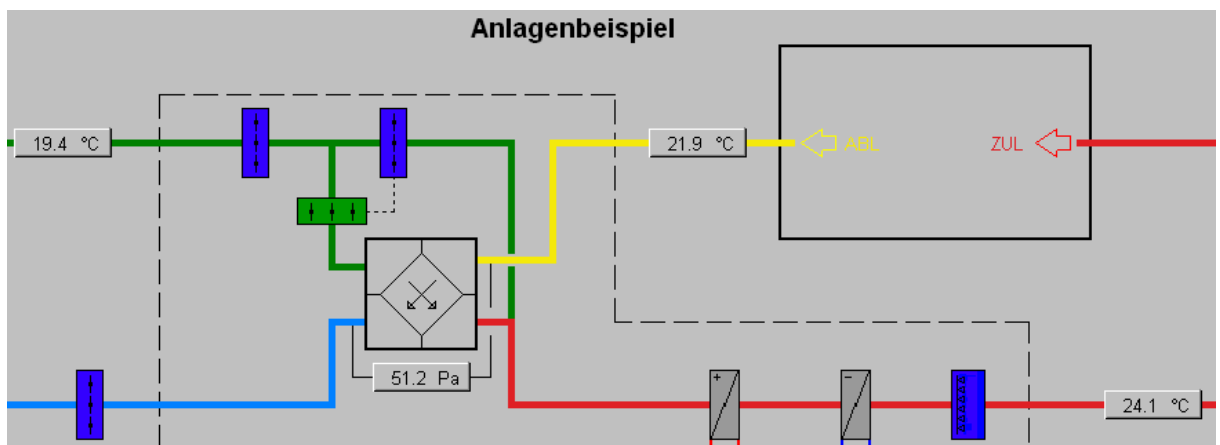 Anlagenbeispiel
19.4 °C
21.9 °C
ABL
ZUL
51.2 Pa
+
−
24.1 °C